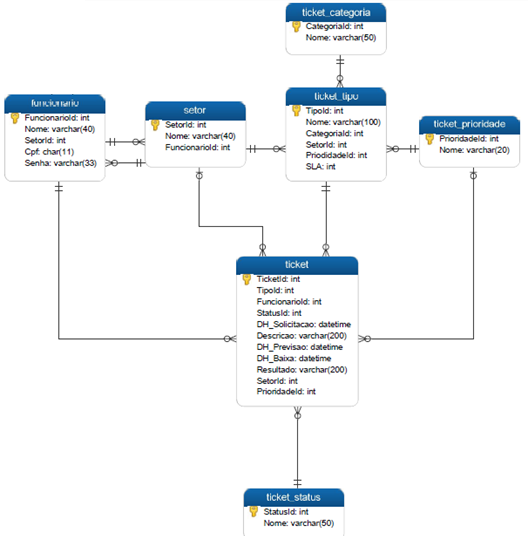 ticket_categoria
CategoriaId: int
Nome: varchar(50)
funcionario
FuncionarioId: int
Nome: varchar(40)
SetorId: int
Cpf: char(11)
Senha: varchar(33)
setor
SetorId: int
Nome: varchar(40)
FuncionarioId: int
ticket_tipo
TipoId: int
Nome: varchar(100)
CategoriaId: int
SetorId: int
PriodidadeId: int
SLA: int
ticket_prioridade
PrioridadeId: int
Nome: varchar(20)
ticket
TicketId: int
TipoId: int
FuncionarioId: int
StatusId: int
DH_Solicitacao: datetime
Descricao: varchar(200)
DH_Previsao: datetime
DH_Baixa: datetime
Resultado: varchar(200)
SetorId: int
PrioridadeId: int
ticket_status
StatusId: int
Nome: varchar(50)